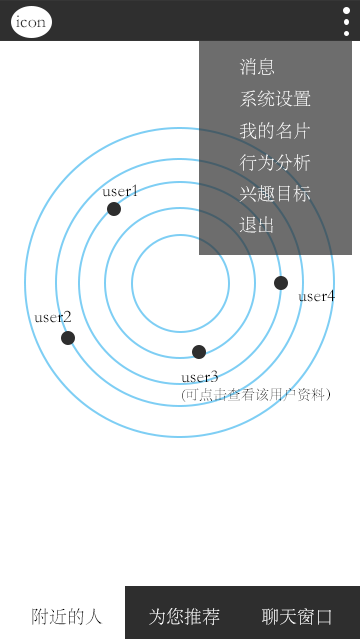 icon
消息
系统设置
我的名片
行为分析
兴趣目标
退出
user1
user4
user2
user3
(可点击查看该用户资料)
附近的人
为您推荐
聊天窗口